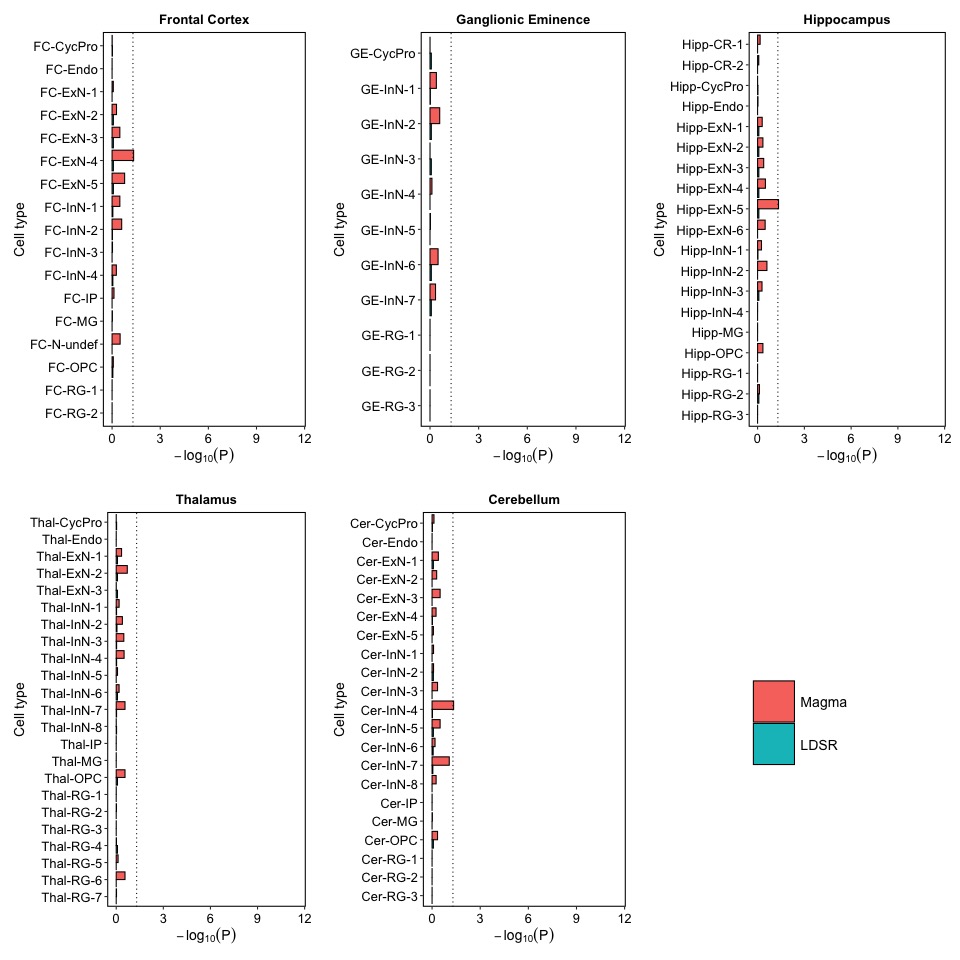 Frontal Cortex
Cell type
FC-CycPro
FC-Endo
FC-ExN-1
FC-ExN-2
FC-ExN-3
FC-ExN-4
FC-ExN-5
FC-InN-1
FC-InN-2
FC-InN-3
FC-InN-4
FC-IP
FC-MG
FC-N-undef
FC-OPC
FC-RG-1
FC-RG-2
0 3 6 9 12
−log10(P)
Ganglionic Eminence
Cell type
GE-CycPro
GE-InN-1
GE-InN-2
GE-InN-3
GE-InN-4
GE-InN-5
GE-InN-6
GE-InN-7
GE-RG-1
GE-RG-2
GE-RG-3
0 3 6 9 12
−log10(P)
Hippocampus
Cell type
Hipp-CR-1
Hipp-CR-2
Hipp-CycPro
Hipp-Endo
Hipp-ExN-1
Hipp-ExN-2
Hipp-ExN-3
Hipp-ExN-4
Hipp-ExN-5
Hipp-ExN-6
Hipp-InN-1
Hipp-InN-2
Hipp-InN-3
Hipp-InN-4
Hipp-MG
Hipp-OPC
Hipp-RG-1
Hipp-RG-2
Hipp-RG-3
0 3 6 9 12
−log10(P)
Thalamus
Cell type
Thal-CycPro
Thal-Endo
Thal-ExN-1
Thal-ExN-2
Thal-ExN-3
Thal-InN-1
Thal-InN-2
Thal-InN-3
Thal-InN-4
Thal-InN-5
Thal-InN-6
Thal-InN-7
Thal-InN-8
Thal-IP
Thal-MG
Thal-OPC
Thal-RG-1
Thal-RG-2
Thal-RG-3
Thal-RG-4
Thal-RG-5
Thal-RG-6
Thal-RG-7
0 3 6 9 12
−log10(P)
Cerebellum
Cell type
Cer-CycPro
Cer-Endo
Cer-ExN-1
Cer-ExN-2
Cer-ExN-3
Cer-ExN-4
Cer-ExN-5
Cer-InN-1
Cer-InN-2
Cer-InN-3
Cer-InN-4
Cer-InN-5
Cer-InN-6
Cer-InN-7
Cer-InN-8
Cer-IP
Cer-MG
Cer-OPC
Cer-RG-1
Cer-RG-2
Cer-RG-3
0 3 6 9 12
−log10(P)
Magma
LDSR